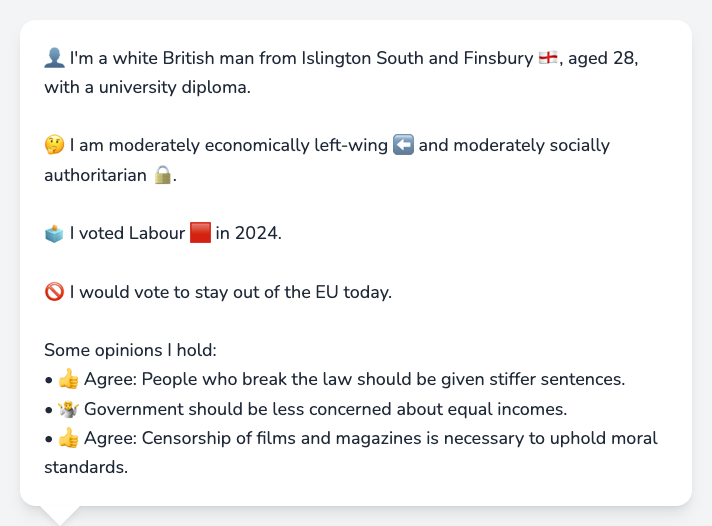 👤 I'm a white British man from Islington South and Finsbury 🏴󠁧󠁢󠁥󠁮󠁧󠁿, aged 28,
with a university diploma.
🤔 I am moderately economically left-wing ⬅️ and moderately socially
authoritarian 🔒.
🗳️ I voted Labour 🟥 in 2024.
🚫 I would vote to stay out of the EU today.
Some opinions I hold:
• 👍 Agree: People who break the law should be given stiffer sentences.
• 🤷 Government should be less concerned about equal incomes.
• 👍 Agree: Censorship of films and magazines is necessary to uphold moral
standards.